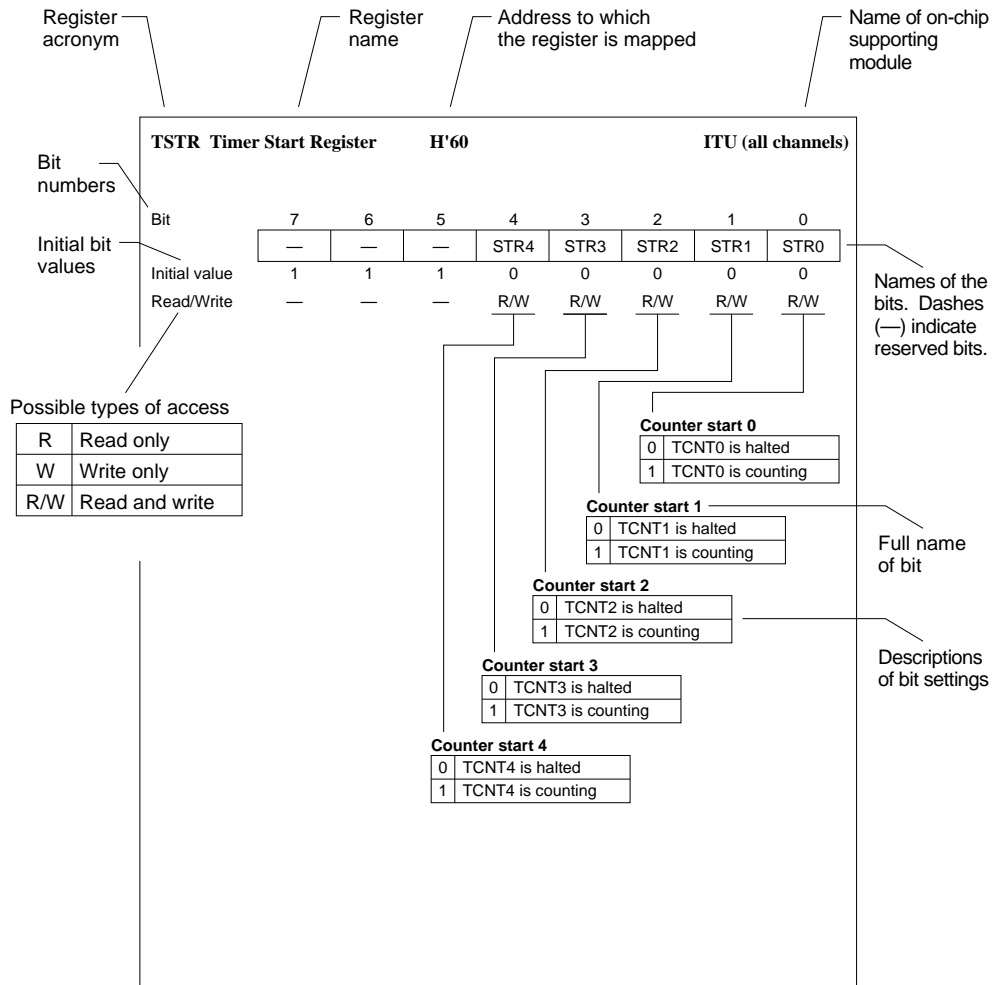 Register
acronym
Register
name
Address to which
the register is mapped
Name of on-chip
supporting
module
TSTR Timer Start Register H'60 ITU (all channels)
Bit
numbers
Bit 7 6 5 4 3 2 1 0
— — — STR4 STR3 STR2 STR1 STR0
Initial bit
values
Initial value 1 1 1 0 0 0 0 0
Read/Write — — — R/W R/W R/W R/W R/W
Names of the
bits. Dashes
(—) indicate
reserved bits.
Possible types of access
R Read only
W Write only
R/W Read and write
Counter start 0
0 TCNT0 is halted
1 TCNT0 is counting
Counter start 1
0 TCNT1 is halted
1 TCNT1 is counting
Full name
of bit
Counter start 2
0 TCNT2 is halted
1 TCNT2 is counting
Descriptions
of bit settings
Counter start 3
0 TCNT3 is halted
1 TCNT3 is counting
Counter start 4
0 TCNT4 is halted
1 TCNT4 is counting